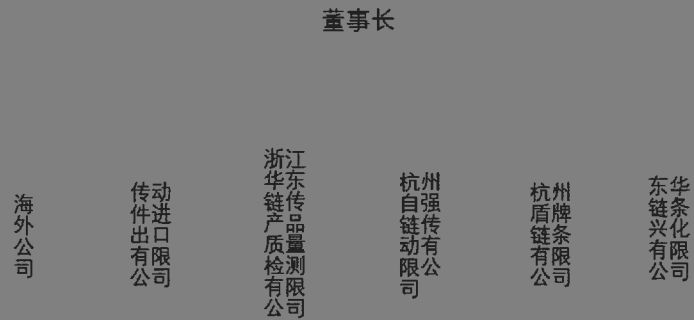 董事长
海外公司
传动件进出口有限公司
浙江华东链传产品质量检测有限公司
杭州自强链传动有限公司
杭州盾牌链条有限公司
东华链条兴化有限公司